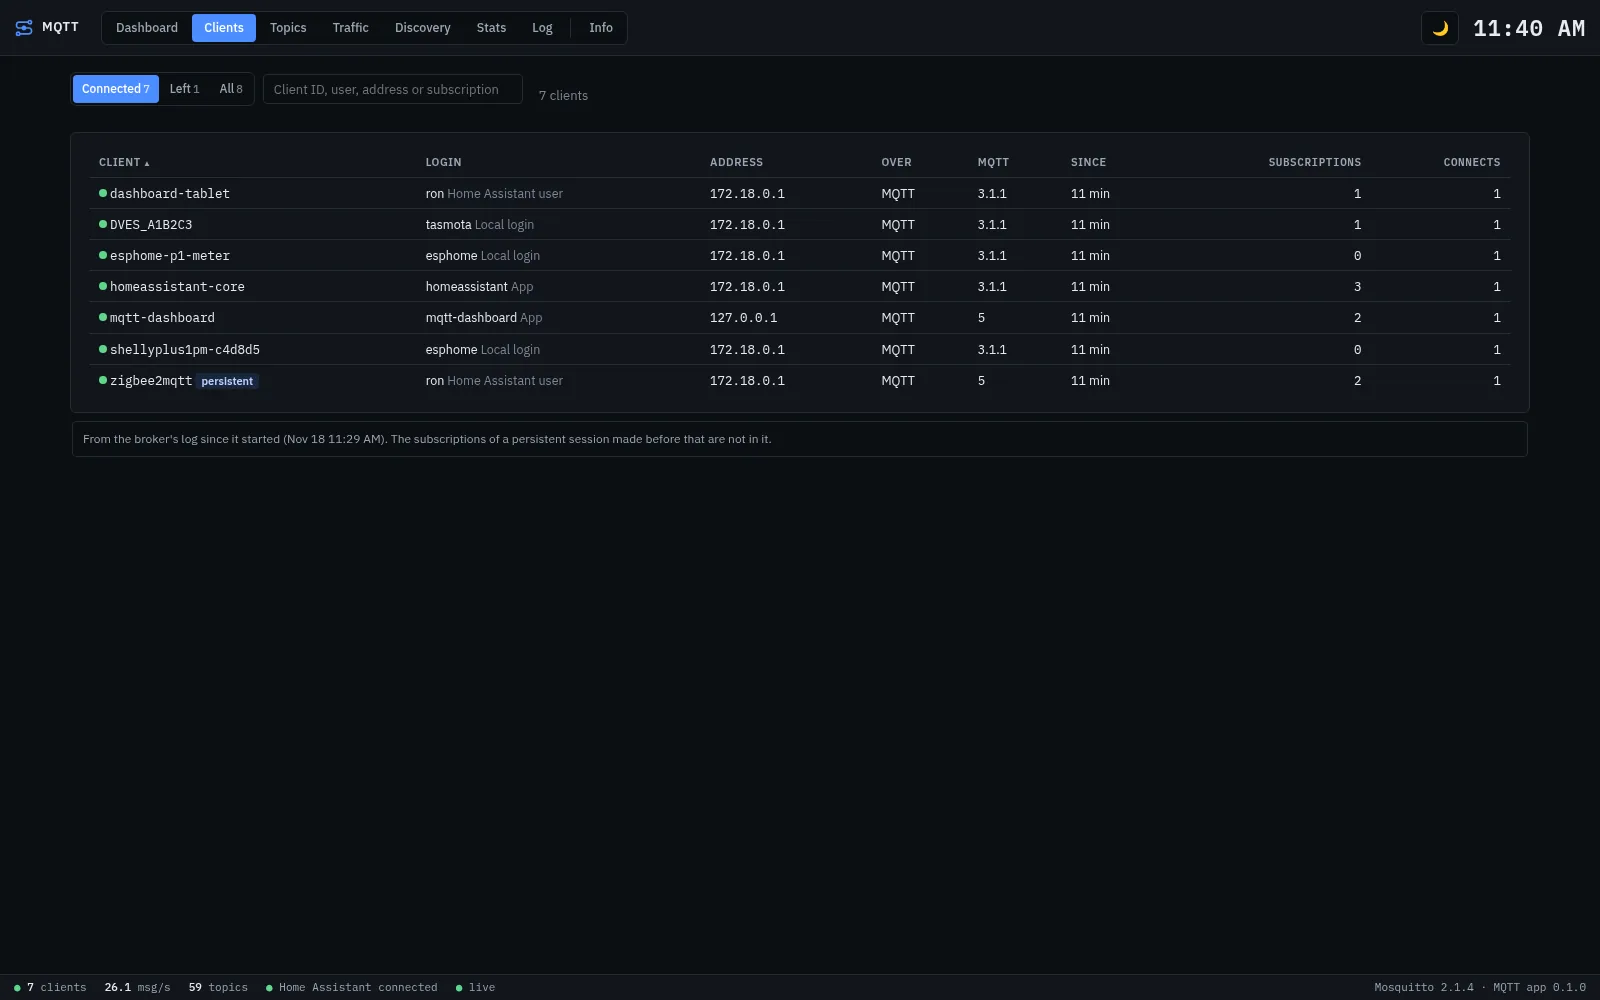 MQTT Dashboard Clients Topics Traffic Discovery Stats Log Info 11:40 AM
Connected 7 Left 1 All 8 Client ID, user, address or subscription 7 clients
CLIENT ▴ LOGIN ADDRESS OVER MQTT SINCE SUBSCRIPTIONS CONNECTS
dashboard-tablet ron Home Assistant user 172.18.0.1 MQTT 3.1.1 11 min 1 1
DVES_A1B2C3 tasmota Local login 172.18.0.1 MQTT 3.1.1 11 min 1 1
esphome-p1-meter esphome Local login 172.18.0.1 MQTT 3.1.1 11 min 0 1
homeassistant-core homeassistant App 172.18.0.1 MQTT 3.1.1 11 min 3 1
mqtt-dashboard mqtt-dashboard App 127.0.0.1 MQTT 5 11 min 2 1
shellyplus1pm-c4d8d5 esphome Local login 172.18.0.1 MQTT 3.1.1 11 min 0 1
zigbee2mqtt persistent ron Home Assistant user 172.18.0.1 MQTT 5 11 min 2 1
From the broker's log since it started (Nov 18 11:29 AM). The subscriptions of a persistent session made before that are not in it.
7 clients 26.1 msg/s 59 topics Home Assistant connected live Mosquitto 2.1.4 · MQTT app 0.1.0